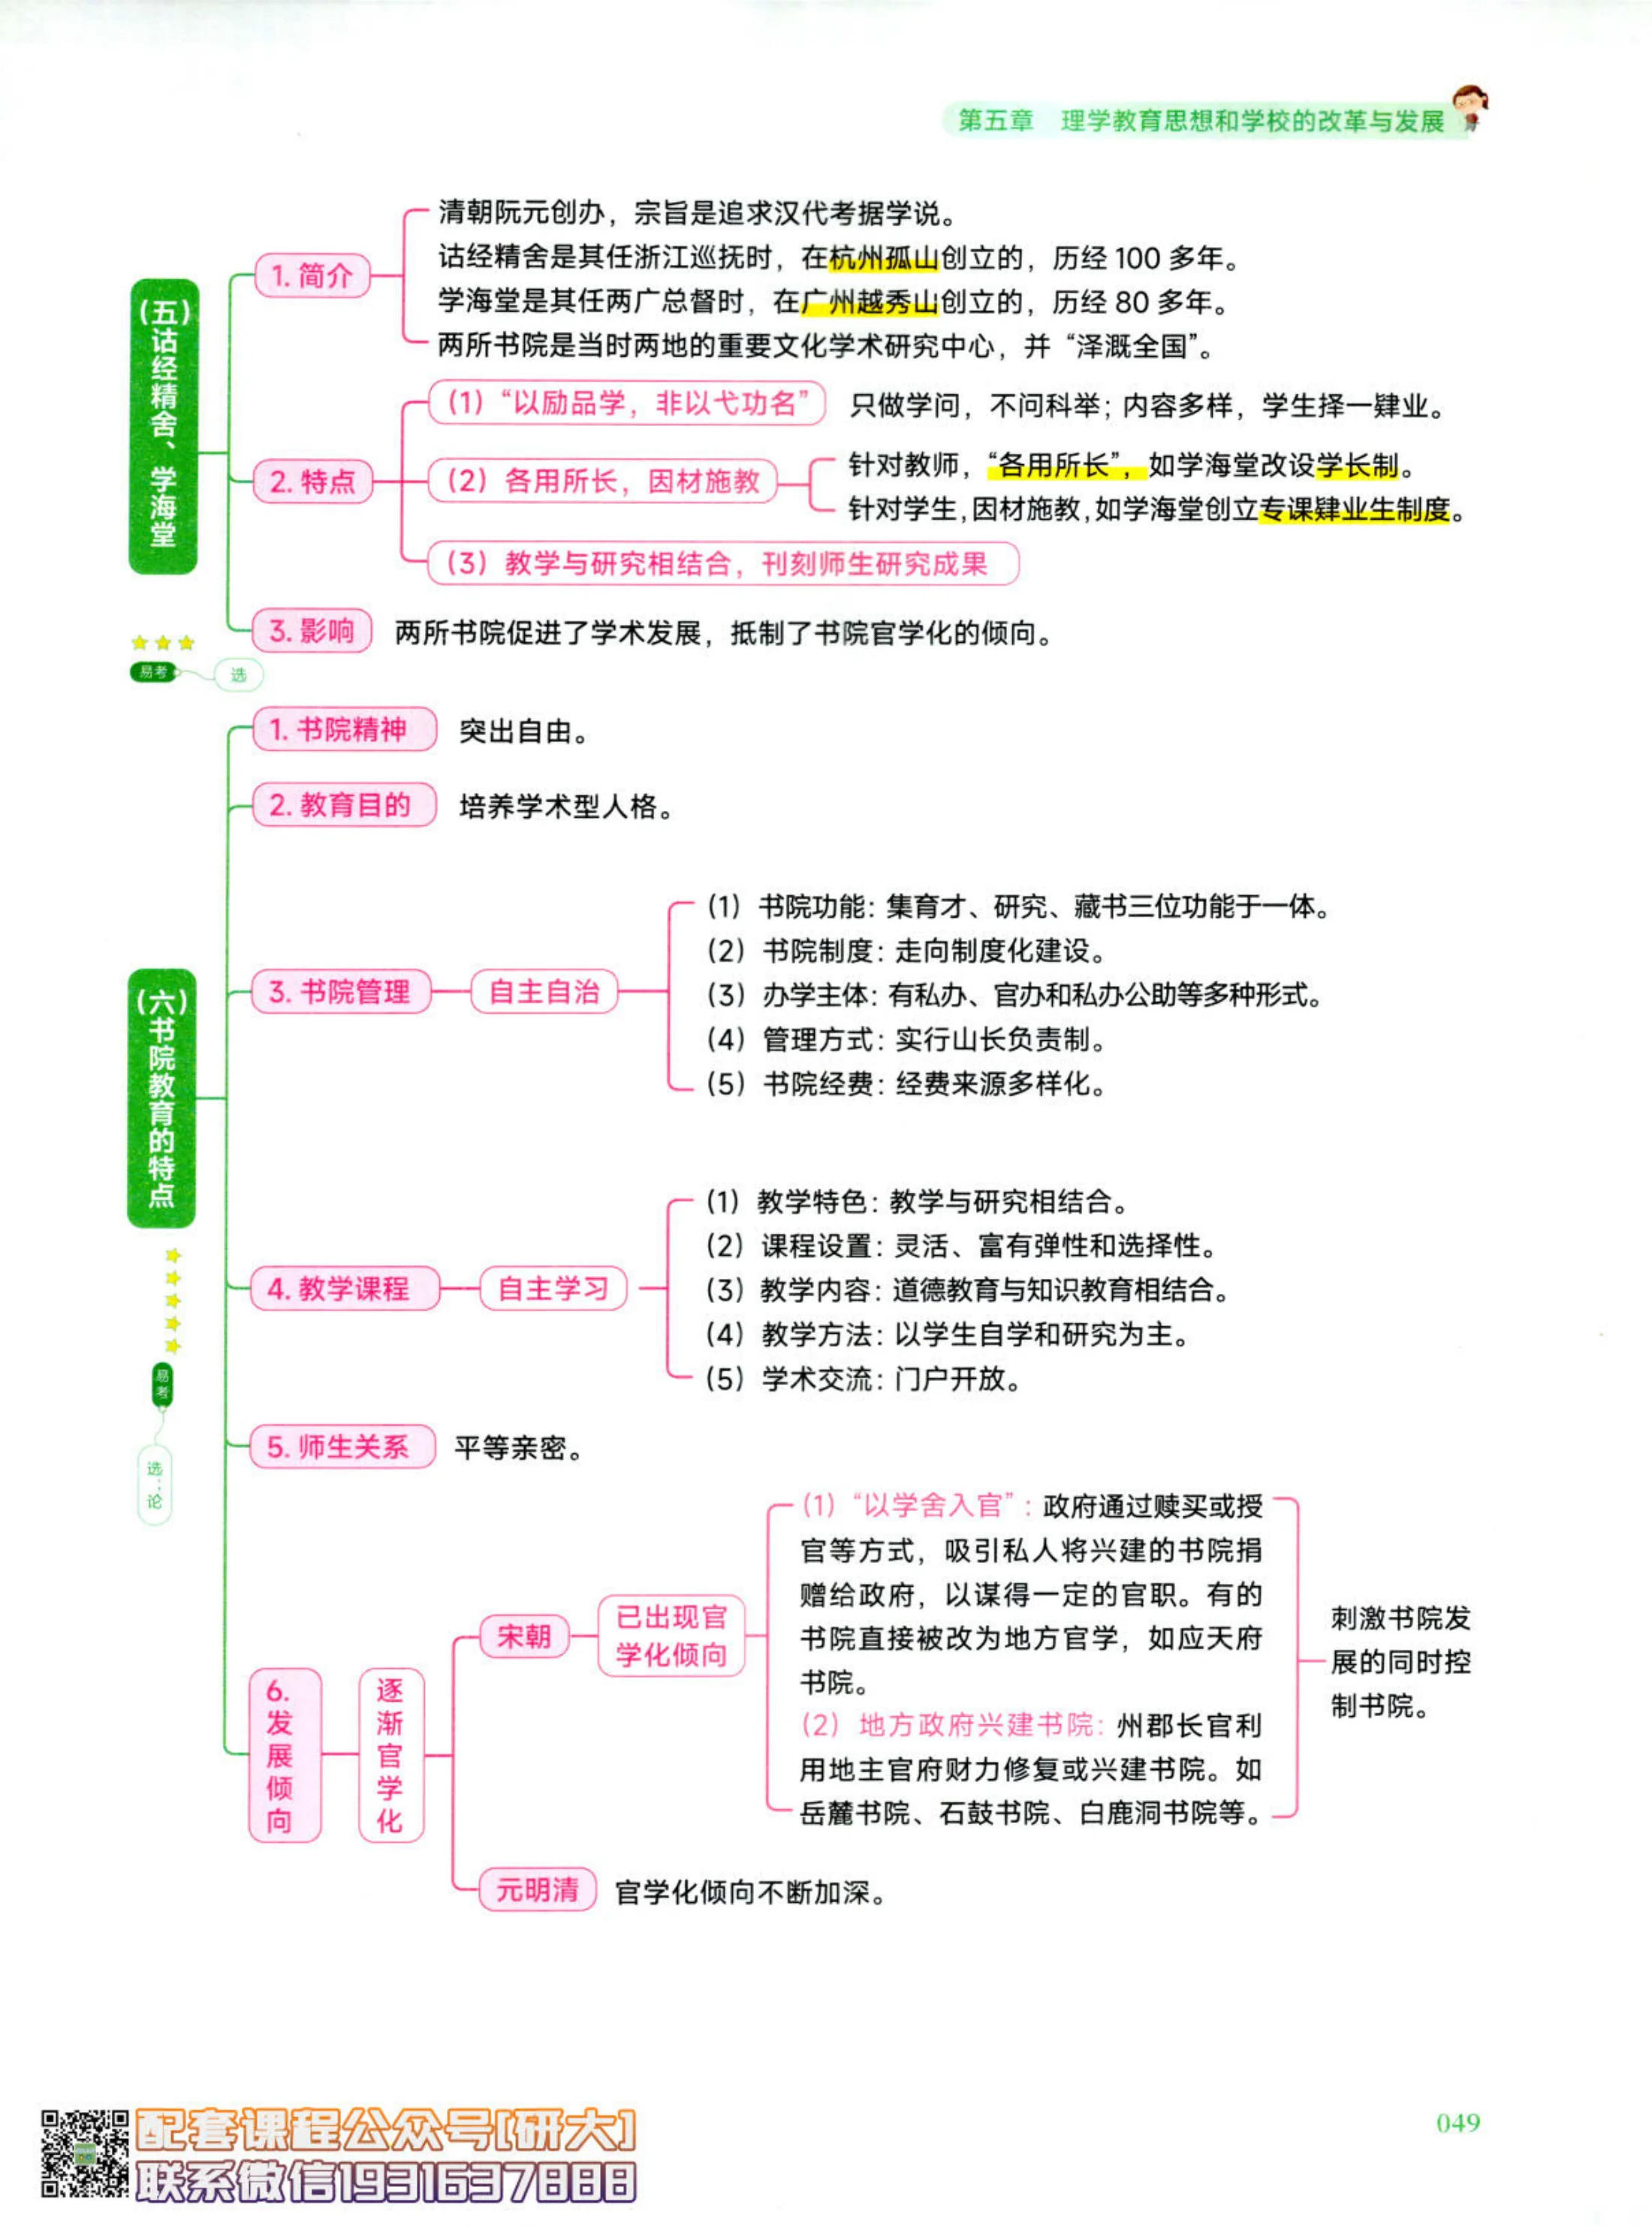 第五章 理学教育思想和学校的改革与发展
(五)诂经精舍、学海堂
易考
选
1. 简介
清朝阮元创办，宗旨是追求汉代考据学说。
诂经精舍是其任浙江巡抚时，在杭州孤山创立的，历经 100 多年。
学海堂是其任两广总督时，在广州越秀山创立的，历经 80 多年。
两所书院是当时两地的重要文化学术研究中心，并“泽溉全国”。
2. 特点
(1)“以励品学，非以弋功名”
只做学问，不问科举；内容多样，学生择一肄业。
(2) 各用所长，因材施教
针对教师，“各用所长”，如学海堂改设学长制。
针对学生,因材施教,如学海堂创立专课肄业生制度。
(3) 教学与研究相结合，刊刻师生研究成果
3. 影响
两所书院促进了学术发展，抵制了书院官学化的倾向。
(六)书院教育的特点
易考
选：论
1. 书院精神
突出自由。
2. 教育目的
培养学术型人格。
3. 书院管理
自主自治
(1) 书院功能：集育才、研究、藏书三位功能于一体。
(2) 书院制度：走向制度化建设。
(3) 办学主体：有私办、官办和私办公助等多种形式。
(4) 管理方式：实行山长负责制。
(5) 书院经费：经费来源多样化。
4. 教学课程
自主学习
(1) 教学特色：教学与研究相结合。
(2) 课程设置：灵活、富有弹性和选择性。
(3) 教学内容：道德教育与知识教育相结合。
(4) 教学方法：以学生自学和研究为主。
(5) 学术交流：门户开放。
5. 师生关系
平等亲密。
6. 发展倾向
逐渐官学化
宋朝
已出现官
学化倾向
(1)“以学舍入官”：政府通过赎买或授
官等方式，吸引私人将兴建的书院捐
赠给政府，以谋得一定的官职。有的
书院直接被改为地方官学，如应天府
书院。
(2) 地方政府兴建书院：州郡长官利
用地主官府财力修复或兴建书院。如
岳麓书院、石鼓书院、白鹿洞书院等。
刺激书院发
展的同时控
制书院。
元明清
官学化倾向不断加深。
配套课程公众号[研大]
联系微信1931637888
049